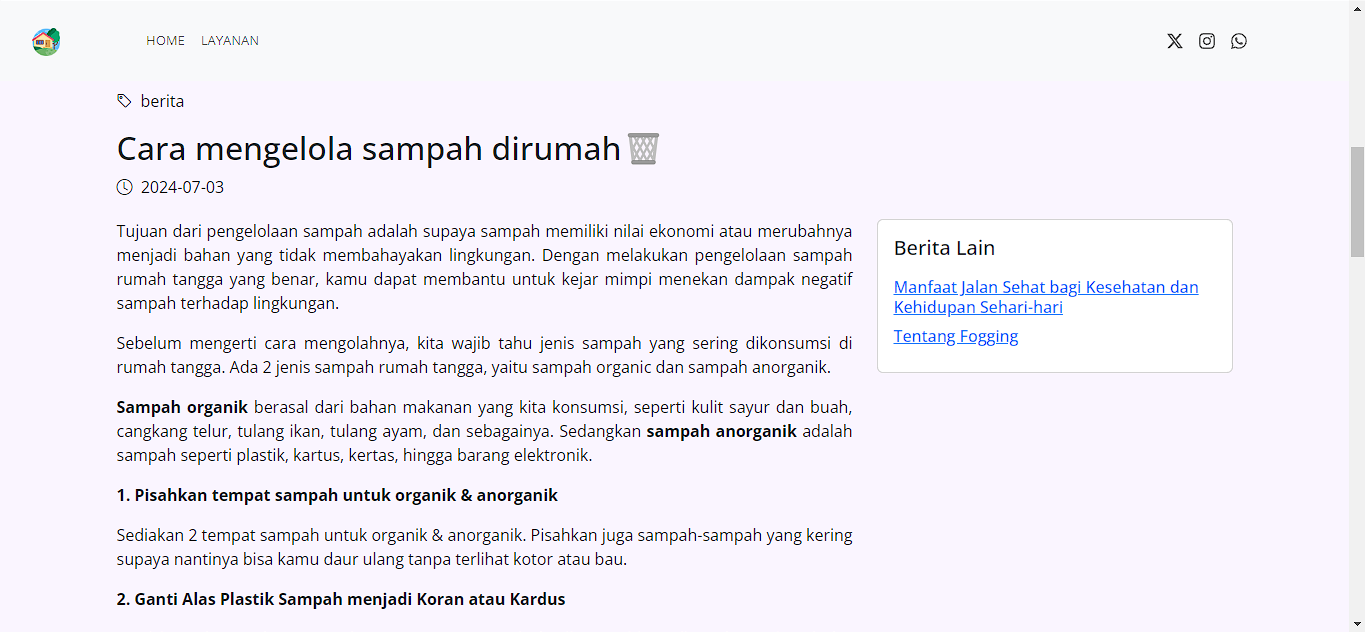 HOME LAYANAN
berita
Cara mengelola sampah dirumah
2024-07-03
Tujuan dari pengelolaan sampah adalah supaya sampah memiliki nilai ekonomi atau merubahnya
menjadi bahan yang tidak membahayakan lingkungan. Dengan melakukan pengelolaan sampah
rumah tangga yang benar, kamu dapat membantu untuk kejar mimpi menekan dampak negatif
sampah terhadap lingkungan.
Sebelum mengerti cara mengolahnya, kita wajib tahu jenis sampah yang sering dikonsumsi di
rumah tangga. Ada 2 jenis sampah rumah tangga, yaitu sampah organic dan sampah anorganik.
Sampah organik berasal dari bahan makanan yang kita konsumsi, seperti kulit sayur dan buah,
cangkang telur, tulang ikan, tulang ayam, dan sebagainya. Sedangkan sampah anorganik adalah
sampah seperti plastik, kartus, kertas, hingga barang elektronik.
1. Pisahkan tempat sampah untuk organik & anorganik
Sediakan 2 tempat sampah untuk organik & anorganik. Pisahkan juga sampah-sampah yang kering
supaya nantinya bisa kamu daur ulang tanpa terlihat kotor atau bau.
2. Ganti Alas Plastik Sampah menjadi Koran atau Kardus
Berita Lain
Manfaat Jalan Sehat bagi Kesehatan dan
Kehidupan Sehari-hari
Tentang Fogging